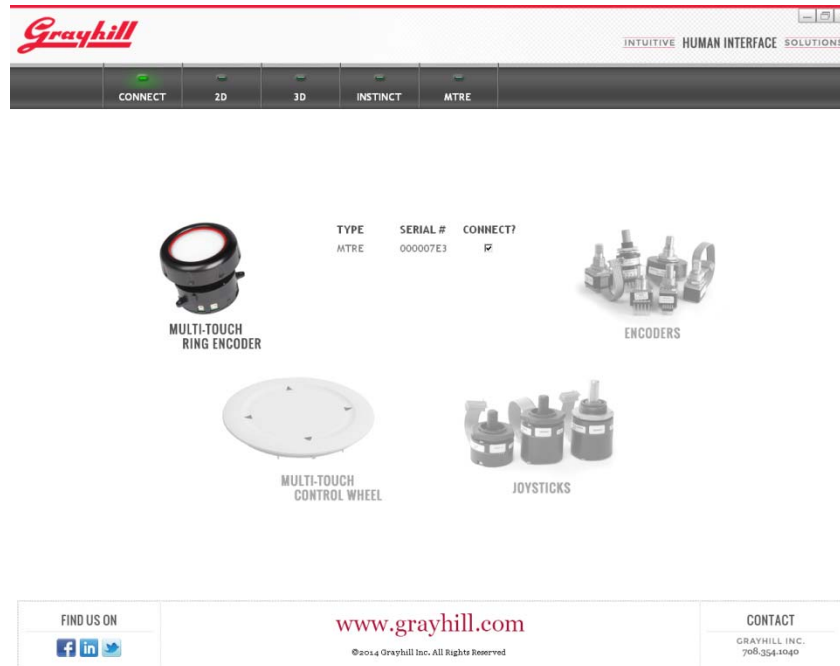 Grayhill
INTUITIVE HUMAN INTERFACE SOLUTIONS
CONNECT 2D 3D INSTINCT MTRE
TYPE SERIAL # CONNECT?
MTRE 000007E3
MULTI-TOUCH
RING ENCODER
ENCODERS
MULTI-TOUCH
CONTROL WHEEL
JOYSTICKS
FIND US ON
f in
www.grayhill.com
©2014 Grayhill Inc. All Rights Reserved
CONTACT
GRAYHILL INC.
708.354.1040